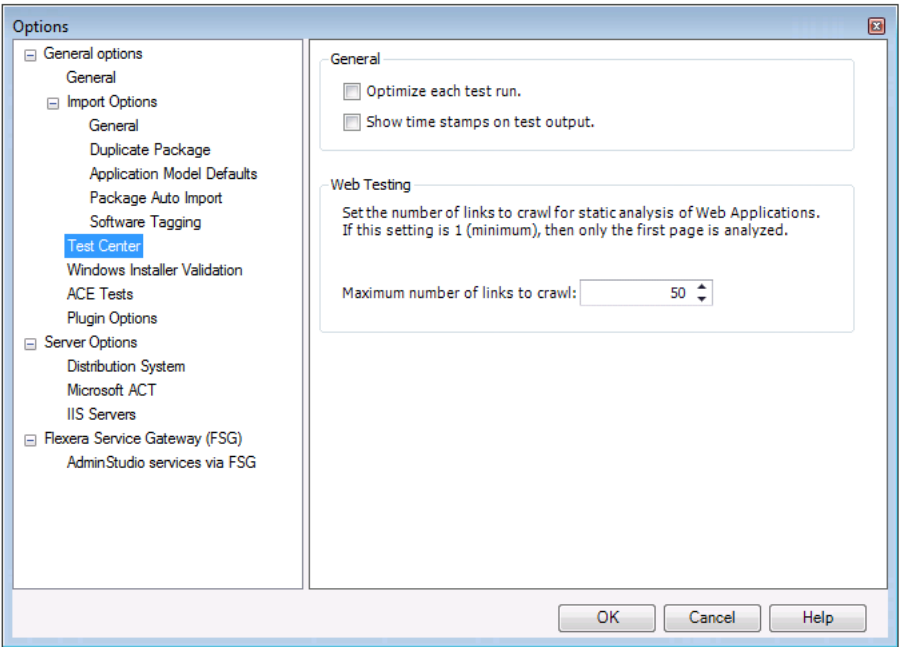 Options
General options
General
Import Options
General
Duplicate Package
Application Model Defaults
Package Auto Import
Software Tagging
Test Center
Windows Installer Validation
ACE Tests
Plugin Options
Server Options
Distribution System
Microsoft ACT
IIS Servers
Flexera Service Gateway (FSG)
AdminStudio services via FSG
General
Optimize each test run.
Show time stamps on test output.
Web Testing
Set the number of links to crawl for static analysis of Web Applications.
If this setting is 1 (minimum), then only the first page is analyzed.
Maximum number of links to crawl: 50
OK Cancel Help